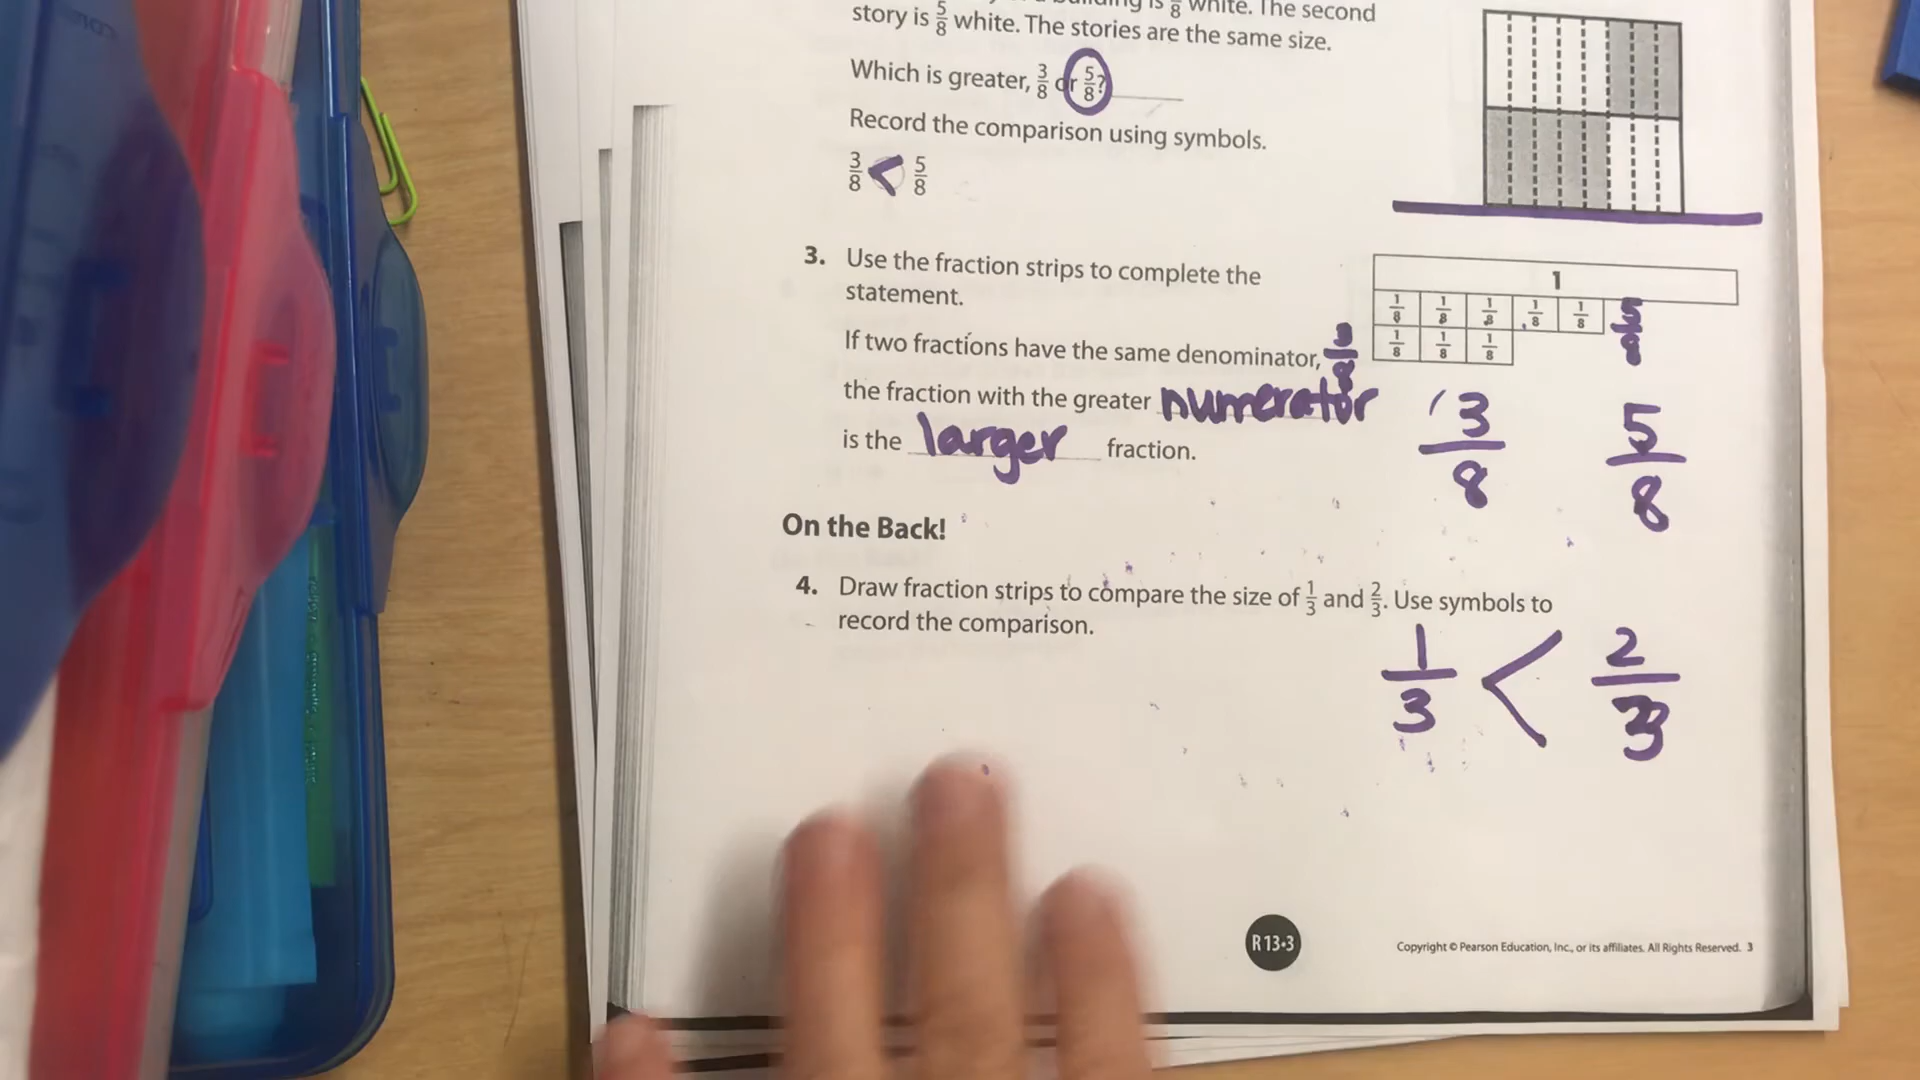 building is /8 white. The second
story is 5/8 white. The stories are the same size.
Which is greater, 3/8 or 5/8?
Record the comparison using symbols.
3/8 < 5/8
3. Use the fraction strips to complete the
statement.
1
1/8 1/8 1/8 1/8 1/8 5/8
1/8 1/8 1/8
If two fractions have the same denominator, 3/8
the fraction with the greater numerator
is the larger fraction.
3/8 5/8
On the Back!
4. Draw fraction strips to compare the size of 1/3 and 2/3. Use symbols to
record the comparison.
1/3 < 2/3
R 13•3
Copyright © Pearson Education, Inc., or its affiliates. All Rights Reserved. 3